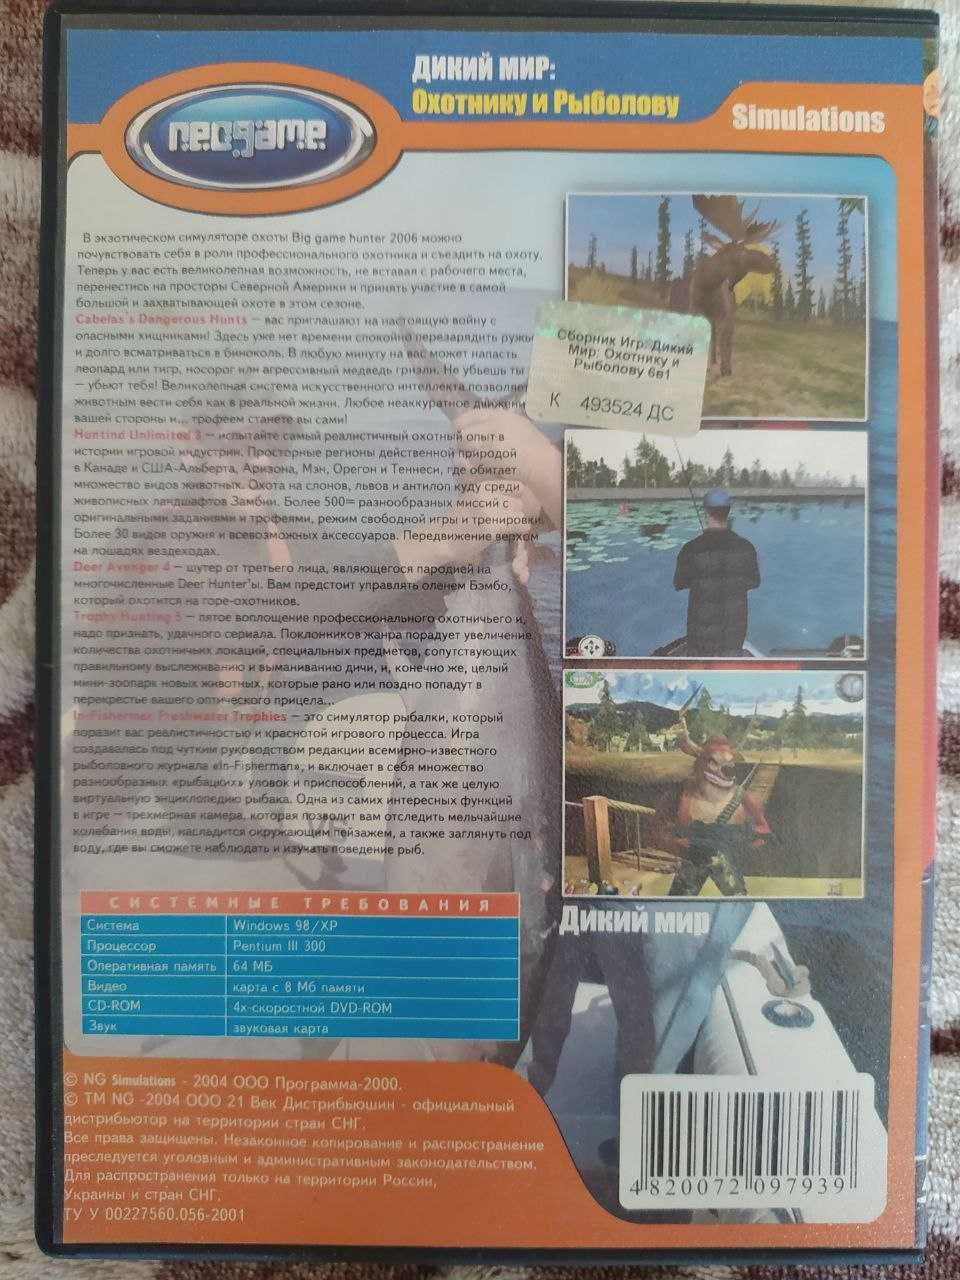 ДИКИЙ МИР:
Охотнику и Рыболову
Simulations
neogame
В экзотическом симуляторе охоты Big game hunter 2006 можно
почувствовать себя в роли профессионального охотника и съездить на охоту.
Теперь у вас есть великолепная возможность, не вставая с рабочего места,
перенестись на просторы Северной Америки и принять участие в самой
большой и захватывающей охоте в этом сезоне.
Cabelas's Dangerous Hunts – вас приглашают на настоящую войну с
опасными хищниками! Здесь уже нет времени спокойно перезарядить ружье
и долго всматриваться в бинокль. В любую минуту на вас может напасть
леопард или тигр, носорог или агрессивный медведь гризли. Не убьешь ты
– убьют тебя! Великолепная система искусственного интеллекта позволяет
животным вести себя как в реальной жизни. Любое неаккуратное движени
вашей стороны и... трофеем станете вы сами!
Huntind Unlimited 3 – испытайте самый реалистичный охотный опыт в
истории игровой индустрии. Просторные регионы действенной природой
в Канаде и США-Альберта, Аризона, Мэн, Орегон и Теннеси, где обитает
множество видов животных. Охота на слонов, львов и антилоп куду среди
живописных ландшафтов Замбии. Более 500= разнообразных миссий с
оригинальными заданиями и трофеями, режим свободной игры и тренировки.
Более 30 видов оружия и всевозможных аксессуаров. Передвижение верхом
на лошадях вездеходах.
Deer Avenger 4 – шутер от третьего лица, являегося пародией на
многочисленные Deer Hunter'ы. Вам предстоит управлять оленем Бэмбо,
который охотится на горе-охотников.
Trophy Hunting 5 – пятое воплощение профессионального охотничьего и,
надо признать, удачного сериала. Поклонников жанра порадует увеличение
количества охотничьих локаций, специальных предметов, сопутствующих
правильному выслеживанию и выманиванию дичи, и, конечно же, целый
мини-зоопарк новых животных, которые рано или поздно попадут в
перекрестье вашего оптического прицела...
In-Fishermer Freshwater Trophies – это симулятор рыбалки, который
поразит вас реалистичностью и краснотой игрового процесса. Игра
создавалась под чутким руководством редакции всемирно-известного
рыболовного журнала «In-Fisherman», и включает в себя множество
разнообразных «рыбацких» уловок и приспособлений, а так же целую
виртуальную энциклопедию рыбака. Одна из самих интересных функций
в игре – трехмерная камера, которая позволит вам отследить мельчайшие
колебания воды, насладится окружающим пейзажем, а также заглянуть под
воду, где вы сможете наблюдать и изучать поведение рыб.
Сборник Игр: Дикий
Мир: Охотнику и
Рыболову 6в1
К 493524 ДС
Дикий мир
СИСТЕМНЫЕ ТРЕБОВАНИЯ
Система Windows 98/XP
Процессор Pentium III 300
Оперативная память 64 МБ
Видео карта с 8 Мб памяти
CD-ROM 4х-скоростной DVD-ROM
Звук звуковая карта
© NG Simulations - 2004 ООО Программа-2000.
© TM NG -2004 ООО 21 Век Дистрибьюшин - официальный
дистрибьютор на территории стран СНГ.
Все права защищены. Незаконное копирование и распространение
преследуется уголовным и административным законодательством.
Для распространения только на территории России,
Украины и стран СНГ.
ТУ У 00227560.056-2001
4 820072 097939